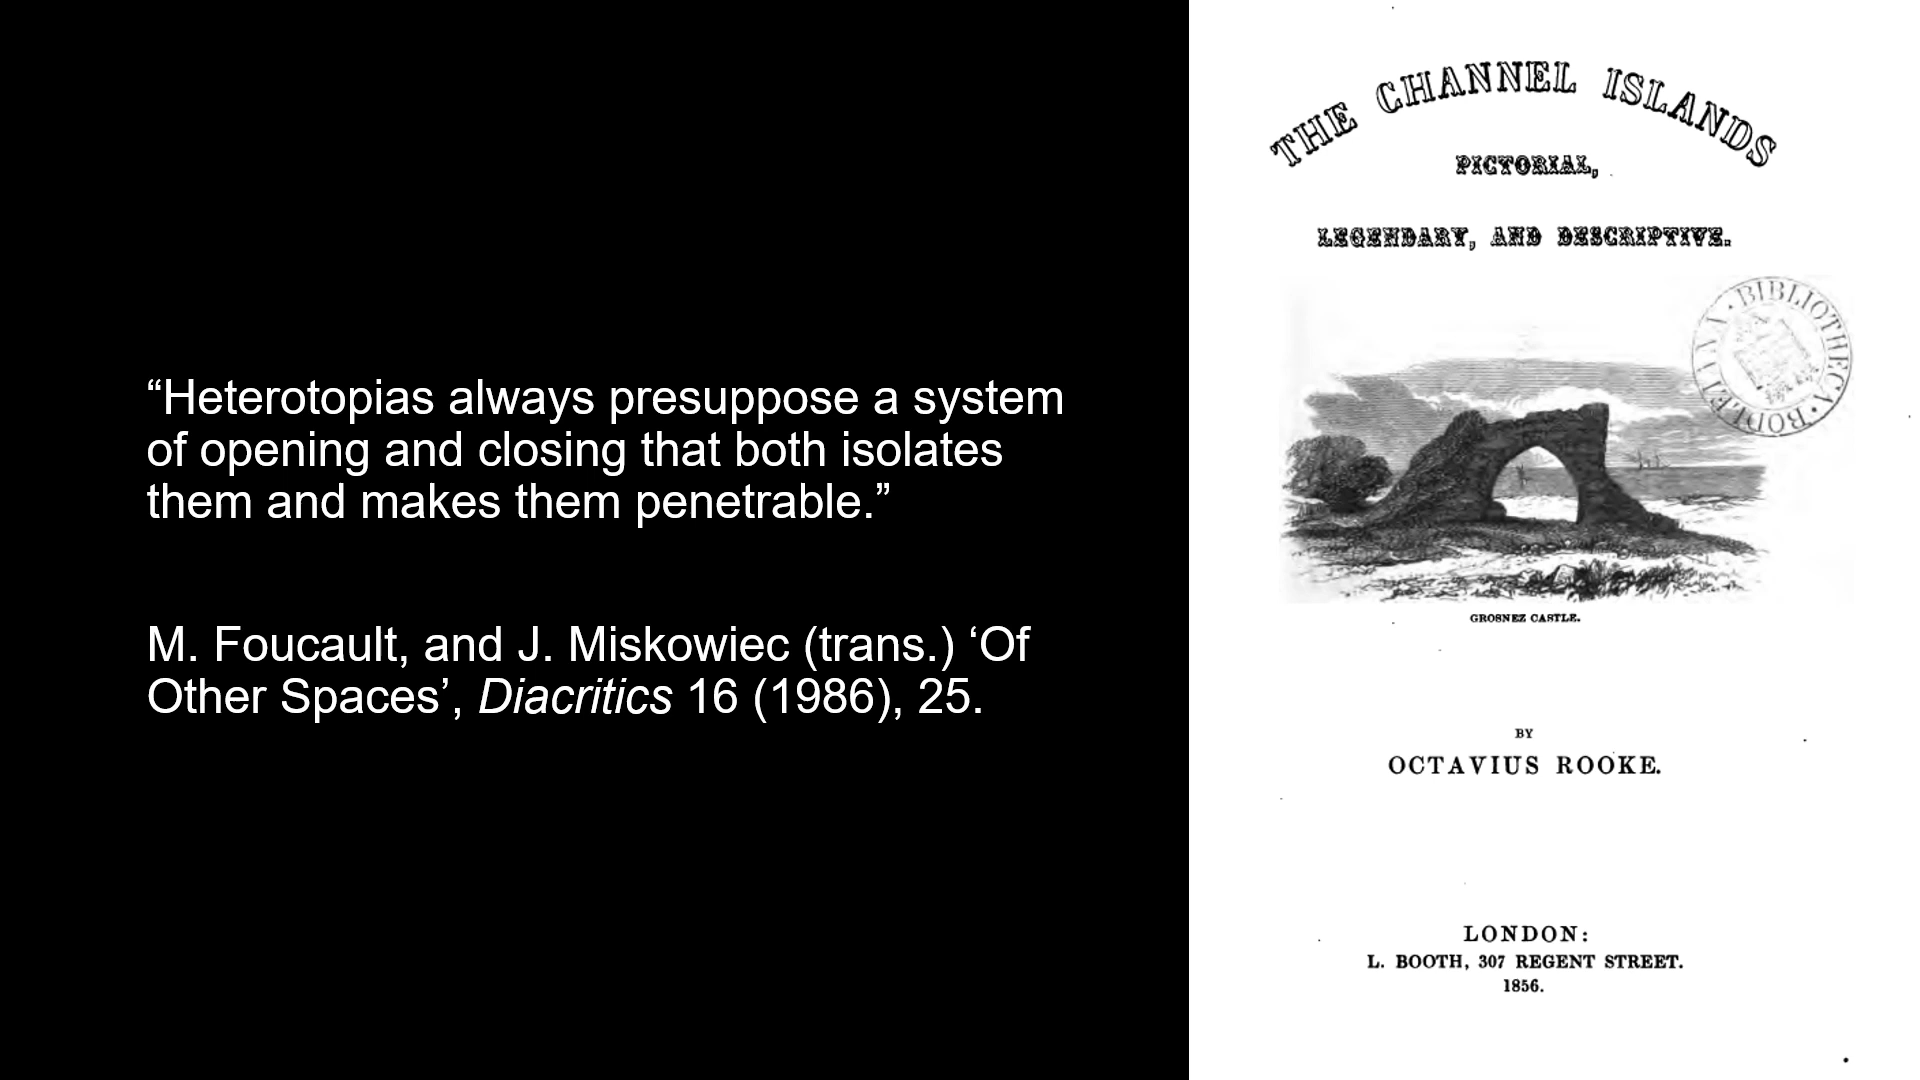 “Heterotopias always presuppose a system
of opening and closing that both isolates
them and makes them penetrable.”
M. Foucault, and J. Miskowiec (trans.) ‘Of
Other Spaces’, Diacritics 16 (1986), 25.
THE CHANNEL ISLANDS
PICTORIAL,
LEGENDARY, AND DESCRIPTIVE.
BIBLIOTHECA BODLEIANA
GROSNEZ CASTLE.
BY
OCTAVIUS ROOKE.
LONDON:
L. BOOTH, 307 REGENT STREET.
1856.